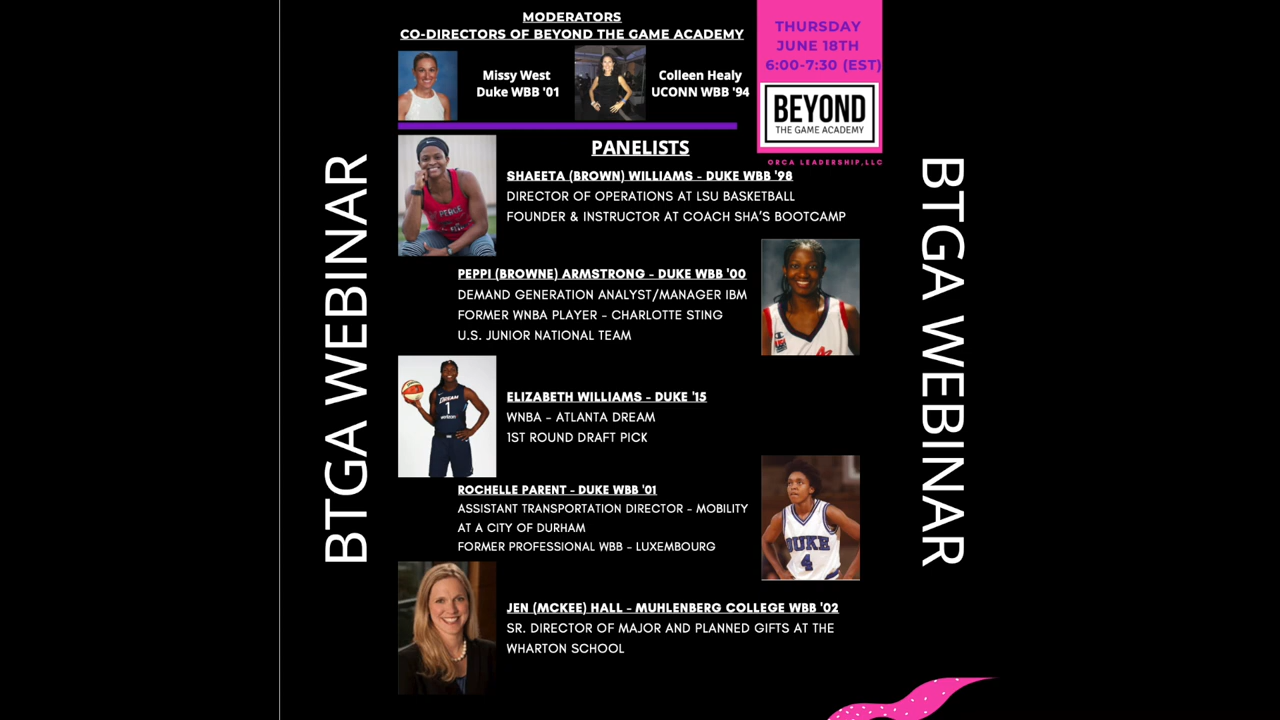 MODERATORS
CO-DIRECTORS OF BEYOND THE GAME ACADEMY
Missy West
Duke WBB '01
Colleen Healy
UCONN WBB '94
THURSDAY
JUNE 18TH
6:00-7:30 (EST)
BEYOND
THE GAME ACADEMY
ORCA LEADERSHIP,LLC
BTGA WEBINAR
PANELISTS
SHAEETA (BROWN) WILLIAMS - DUKE WBB '98
DIRECTOR OF OPERATIONS AT LSU BASKETBALL
FOUNDER & INSTRUCTOR AT COACH SHA'S BOOTCAMP
PEPPI (BROWNE) ARMSTRONG - DUKE WBB '00
DEMAND GENERATION ANALYST/MANAGER IBM
FORMER WNBA PLAYER - CHARLOTTE STING
U.S. JUNIOR NATIONAL TEAM
DREAM
1
ELIZABETH WILLIAMS - DUKE '15
WNBA - ATLANTA DREAM
1ST ROUND DRAFT PICK
ROCHELLE PARENT - DUKE WBB '01
ASSISTANT TRANSPORTATION DIRECTOR - MOBILITY
AT A CITY OF DURHAM
FORMER PROFESSIONAL WBB - LUXEMBOURG
DUKE
4
JEN (MCKEE) HALL - MUHLENBERG COLLEGE WBB '02
SR. DIRECTOR OF MAJOR AND PLANNED GIFTS AT THE
WHARTON SCHOOL
BTGA WEBINAR